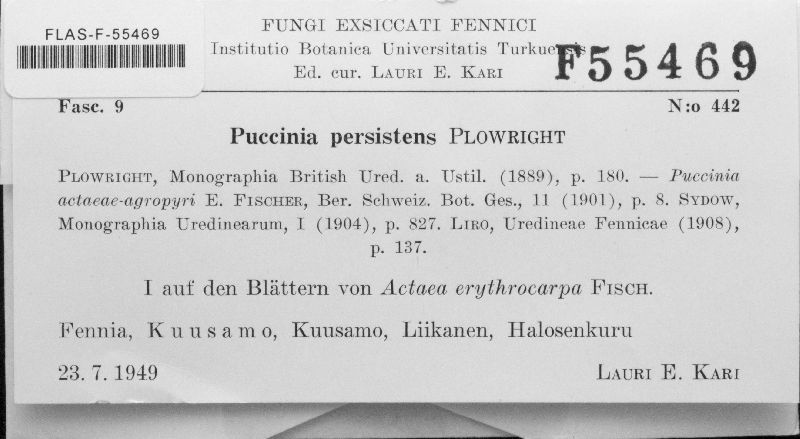 FLAS-F-55469
FUNGI EXSICCATI FENNICI
Institutio Botanica Universitatis Turkuensis
Ed. cur. LAURI E. KARI
F55469
Fasc. 9
N:o 442
Puccinia persistens PLOWRIGHT
PLOWRIGHT, Monographia British Ured. a. Ustil. (1889), p. 180. — Puccinia
actaeae-agropyri E. FISCHER, Ber. Schweiz. Bot. Ges., 11 (1901), p. 8. SYDOW,
Monographia Uredinearum, I (1904), p. 827. LIRO, Uredineae Fennicae (1908),
p. 137.
I auf den Blättern von Actaea erythrocarpa FISCH.
Fennia, Kuusamo, Kuusamo, Liikanen, Halosenkuru
23. 7. 1949
LAURI E. KARI